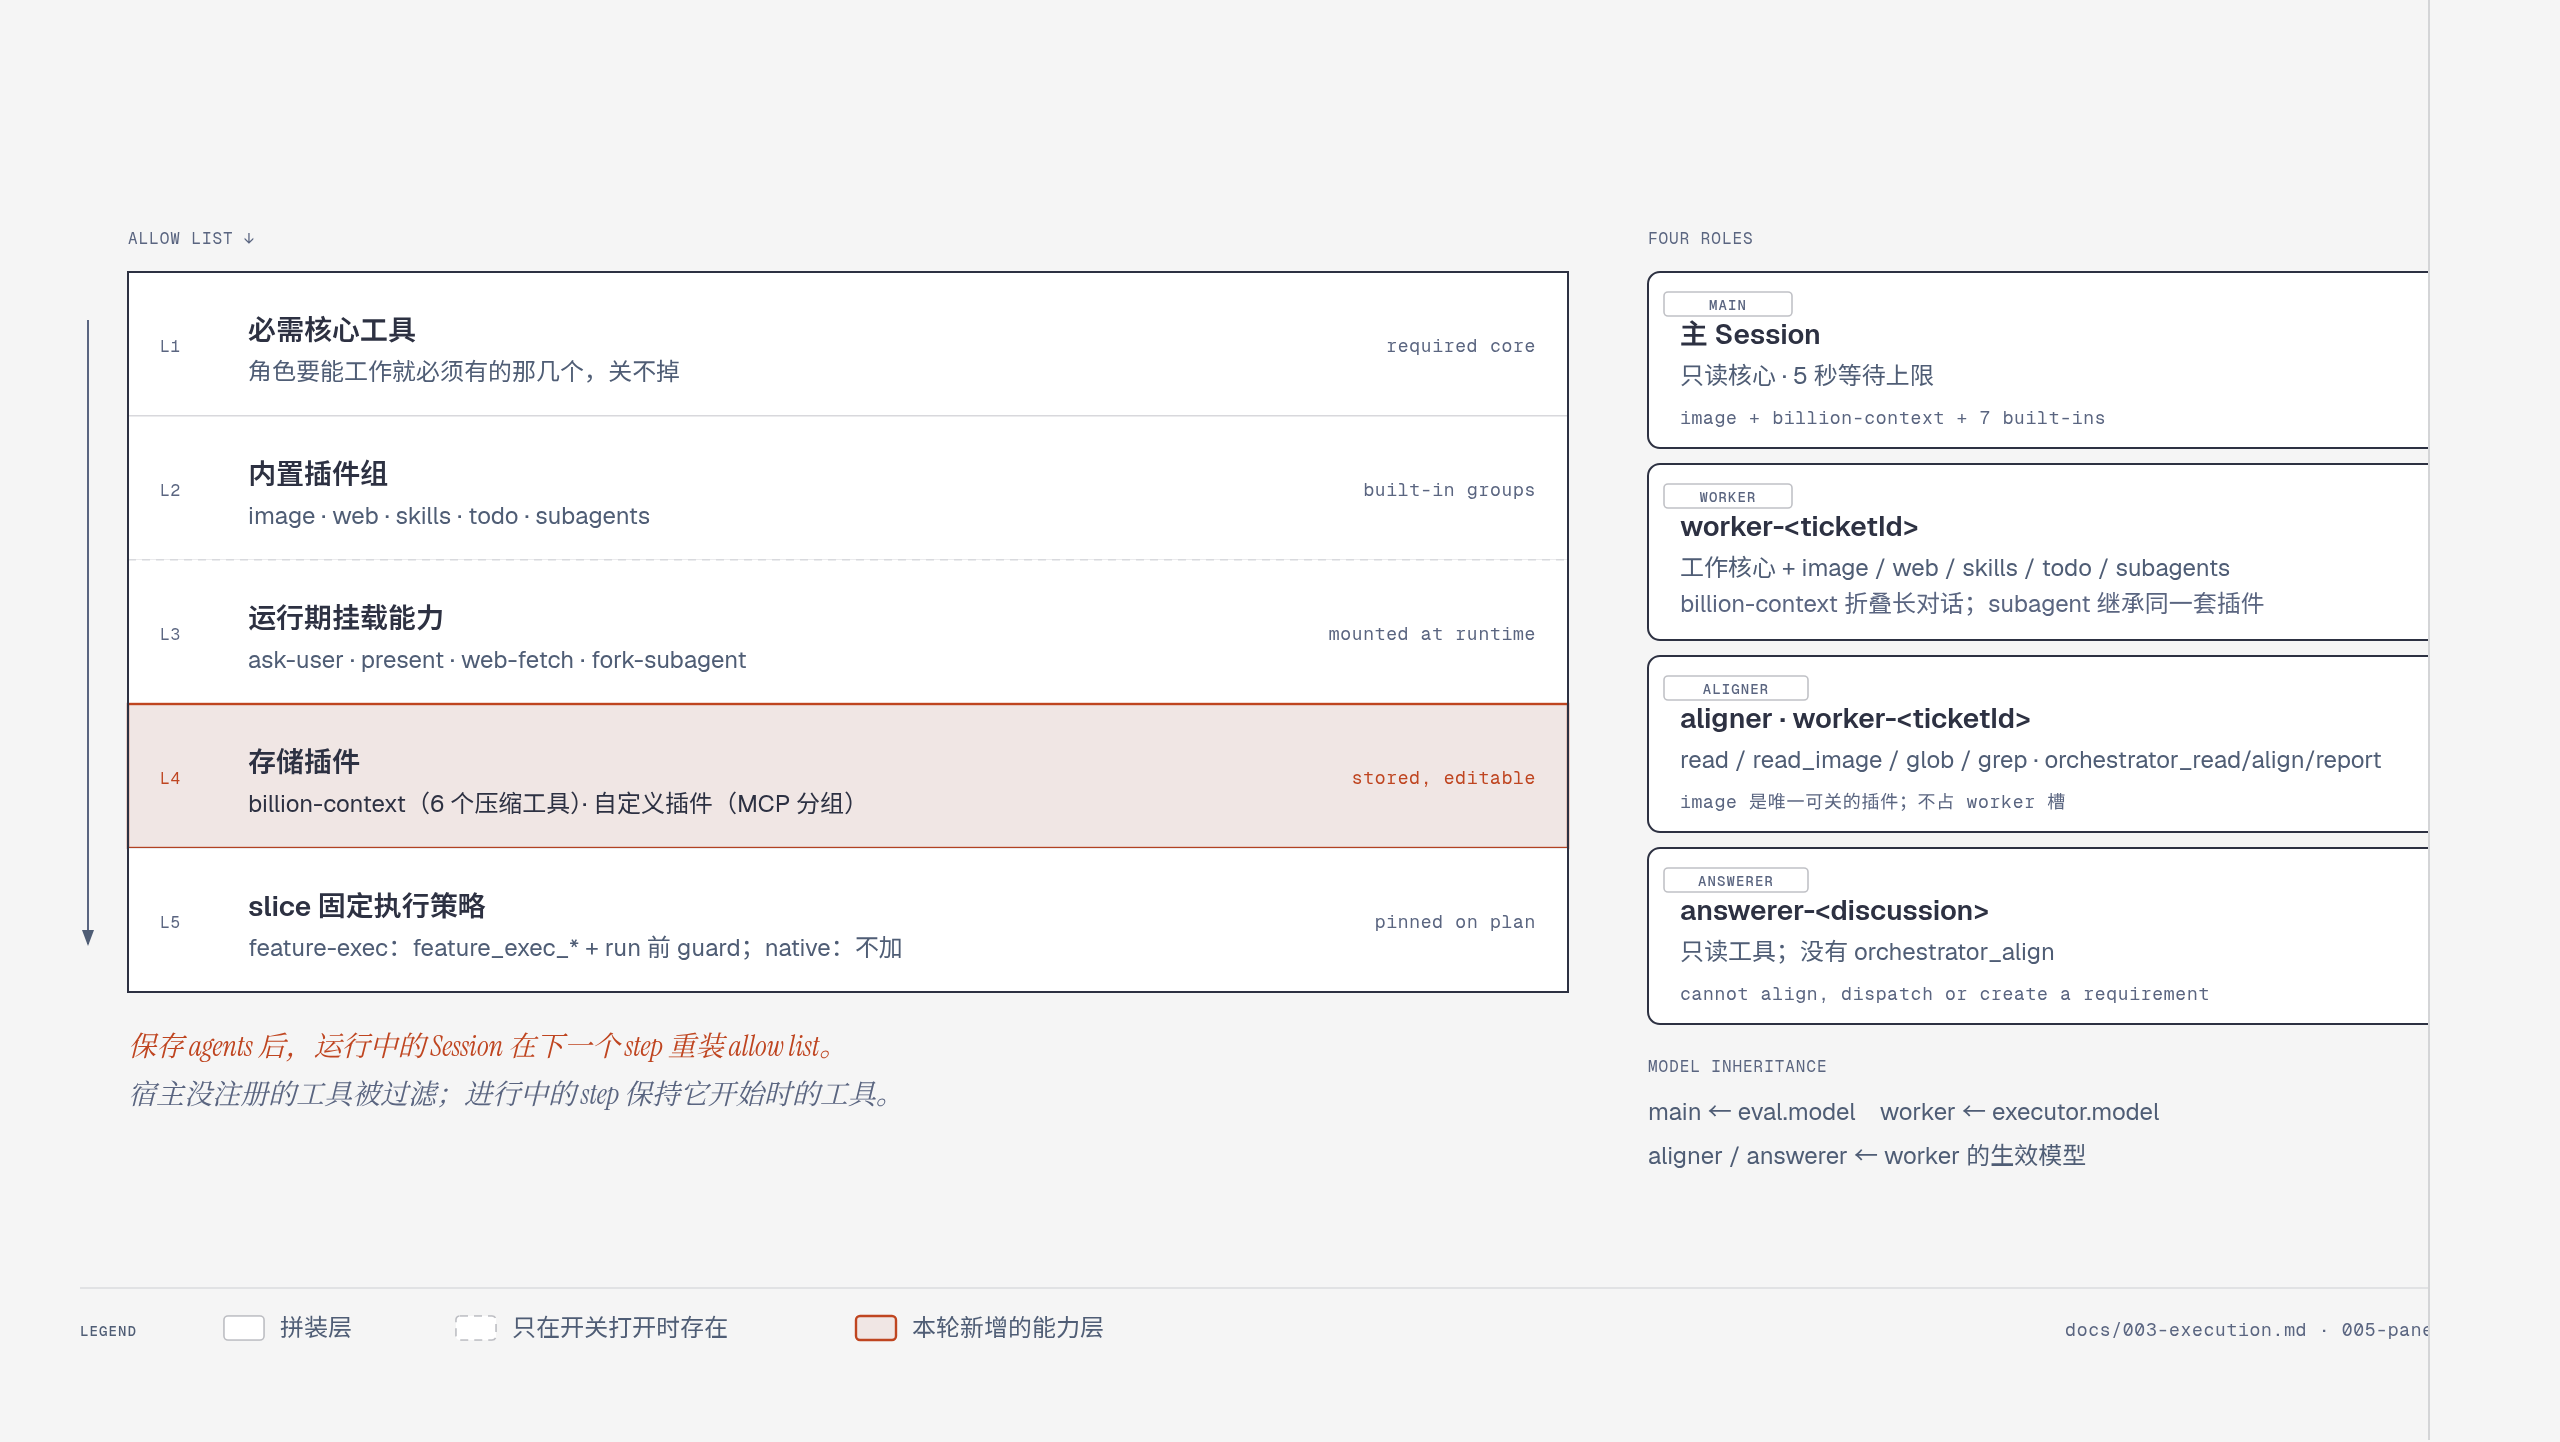 ALLOW LIST ↓
L1
必需核心工具
角色要能工作就必须有的那几个，关不掉
required core
L2
内置插件组
image · web · skills · todo · subagents
built-in groups
L3
运行期挂载能力
ask-user · present · web-fetch · fork-subagent
mounted at runtime
L4
存储插件
billion-context（6 个压缩工具）· 自定义插件（MCP 分组）
stored, editable
L5
slice 固定执行策略
feature-exec：feature_exec_* + run 前 guard；native：不加
pinned on plan
保存 agents 后，运行中的 Session 在下一个 step 重装 allow list。
宿主没注册的工具被过滤；进行中的 step 保持它开始时的工具。
FOUR ROLES
MAIN
主 Session
只读核心 · 5 秒等待上限
image + billion-context + 7 built-ins
WORKER
worker-<ticketId>
工作核心 + image / web / skills / todo / subagents
billion-context 折叠长对话；subagent 继承同一套插件
ALIGNER
aligner · worker-<ticketId>
read / read_image / glob / grep · orchestrator_read/align/report
image 是唯一可关的插件；不占 worker 槽
ANSWERER
answerer-<discussion>
只读工具；没有 orchestrator_align
cannot align, dispatch or create a requirement
MODEL INHERITANCE
main ← eval.model worker ← executor.model
aligner / answerer ← worker 的生效模型
LEGEND
拼装层
只在开关打开时存在
本轮新增的能力层
docs/003-execution.md · 005-pane